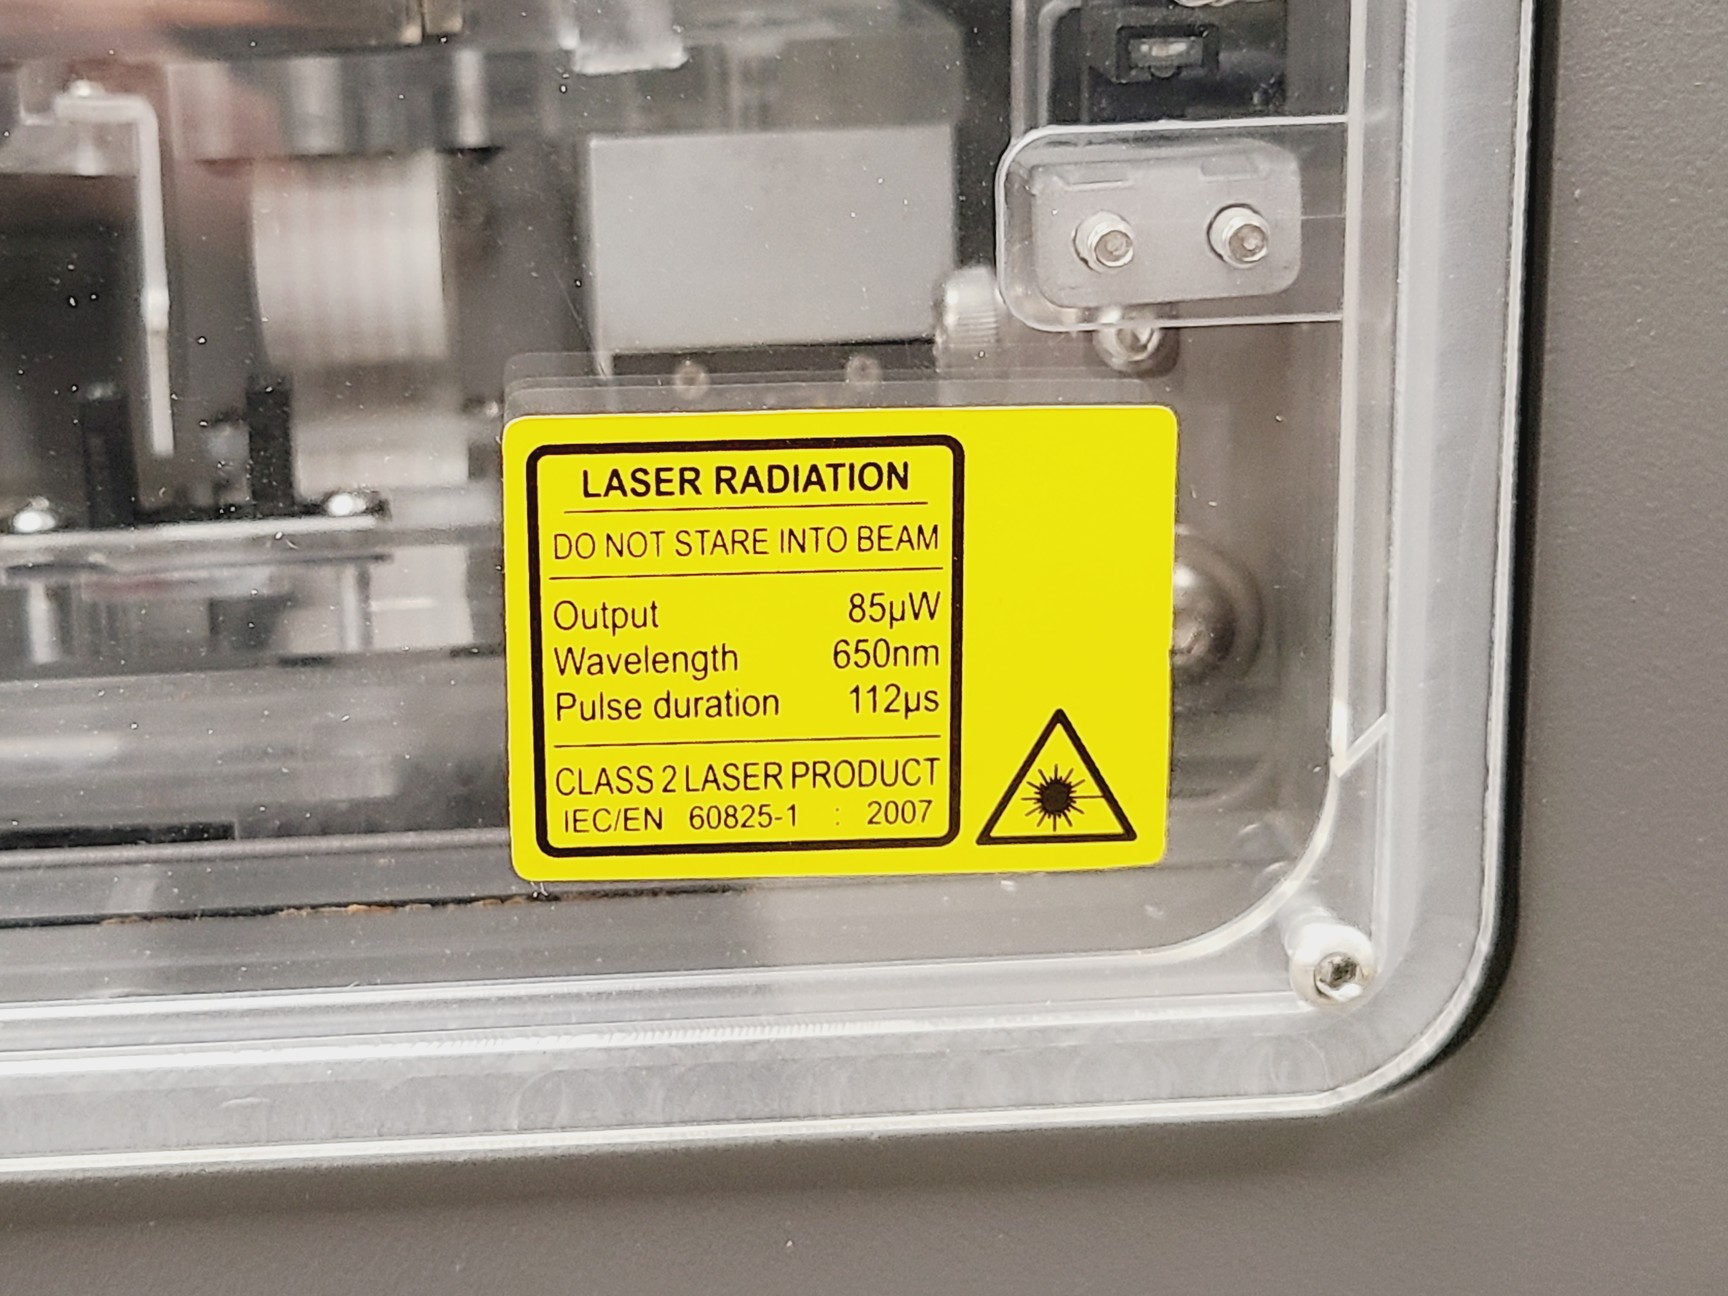 LASER RADIATION
DO NOT STARE INTO BEAM
Output 85µW
Wavelength 650nm
Pulse duration 112µs
CLASS 2 LASER PRODUCT
IEC/EN 60825-1 : 2007